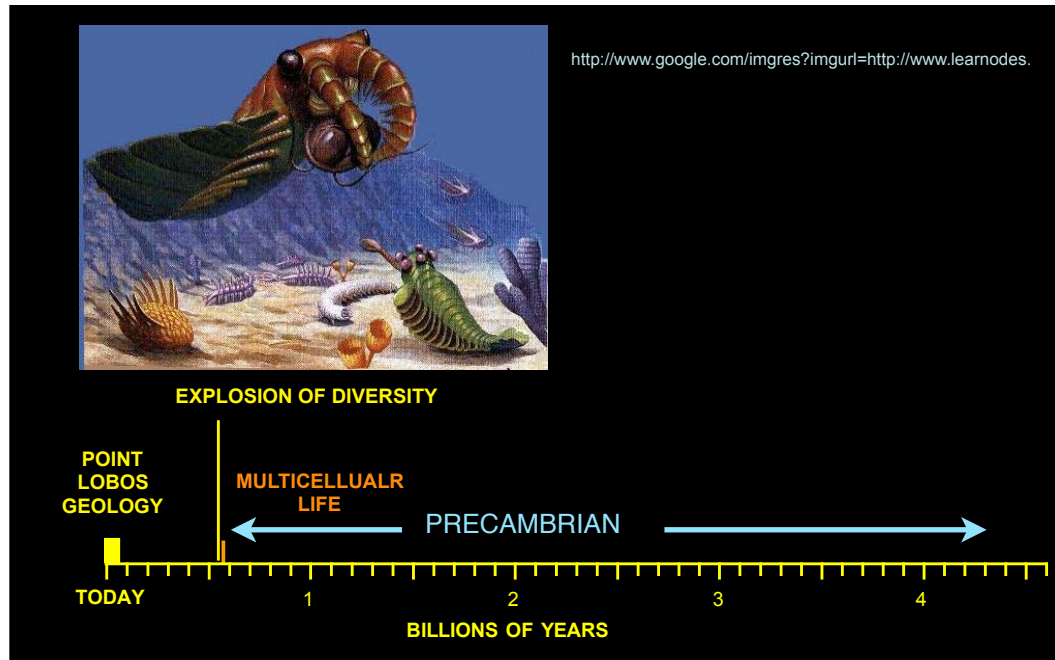 http://www.google.com/imgres?imgurl=http://www.learnodes.
EXPLOSION OF DIVERSITY
POINT
LOBOS
GEOLOGY
MULTICELLUALR
LIFE
PRECAMBRIAN
TODAY 1 2 3 4
BILLIONS OF YEARS